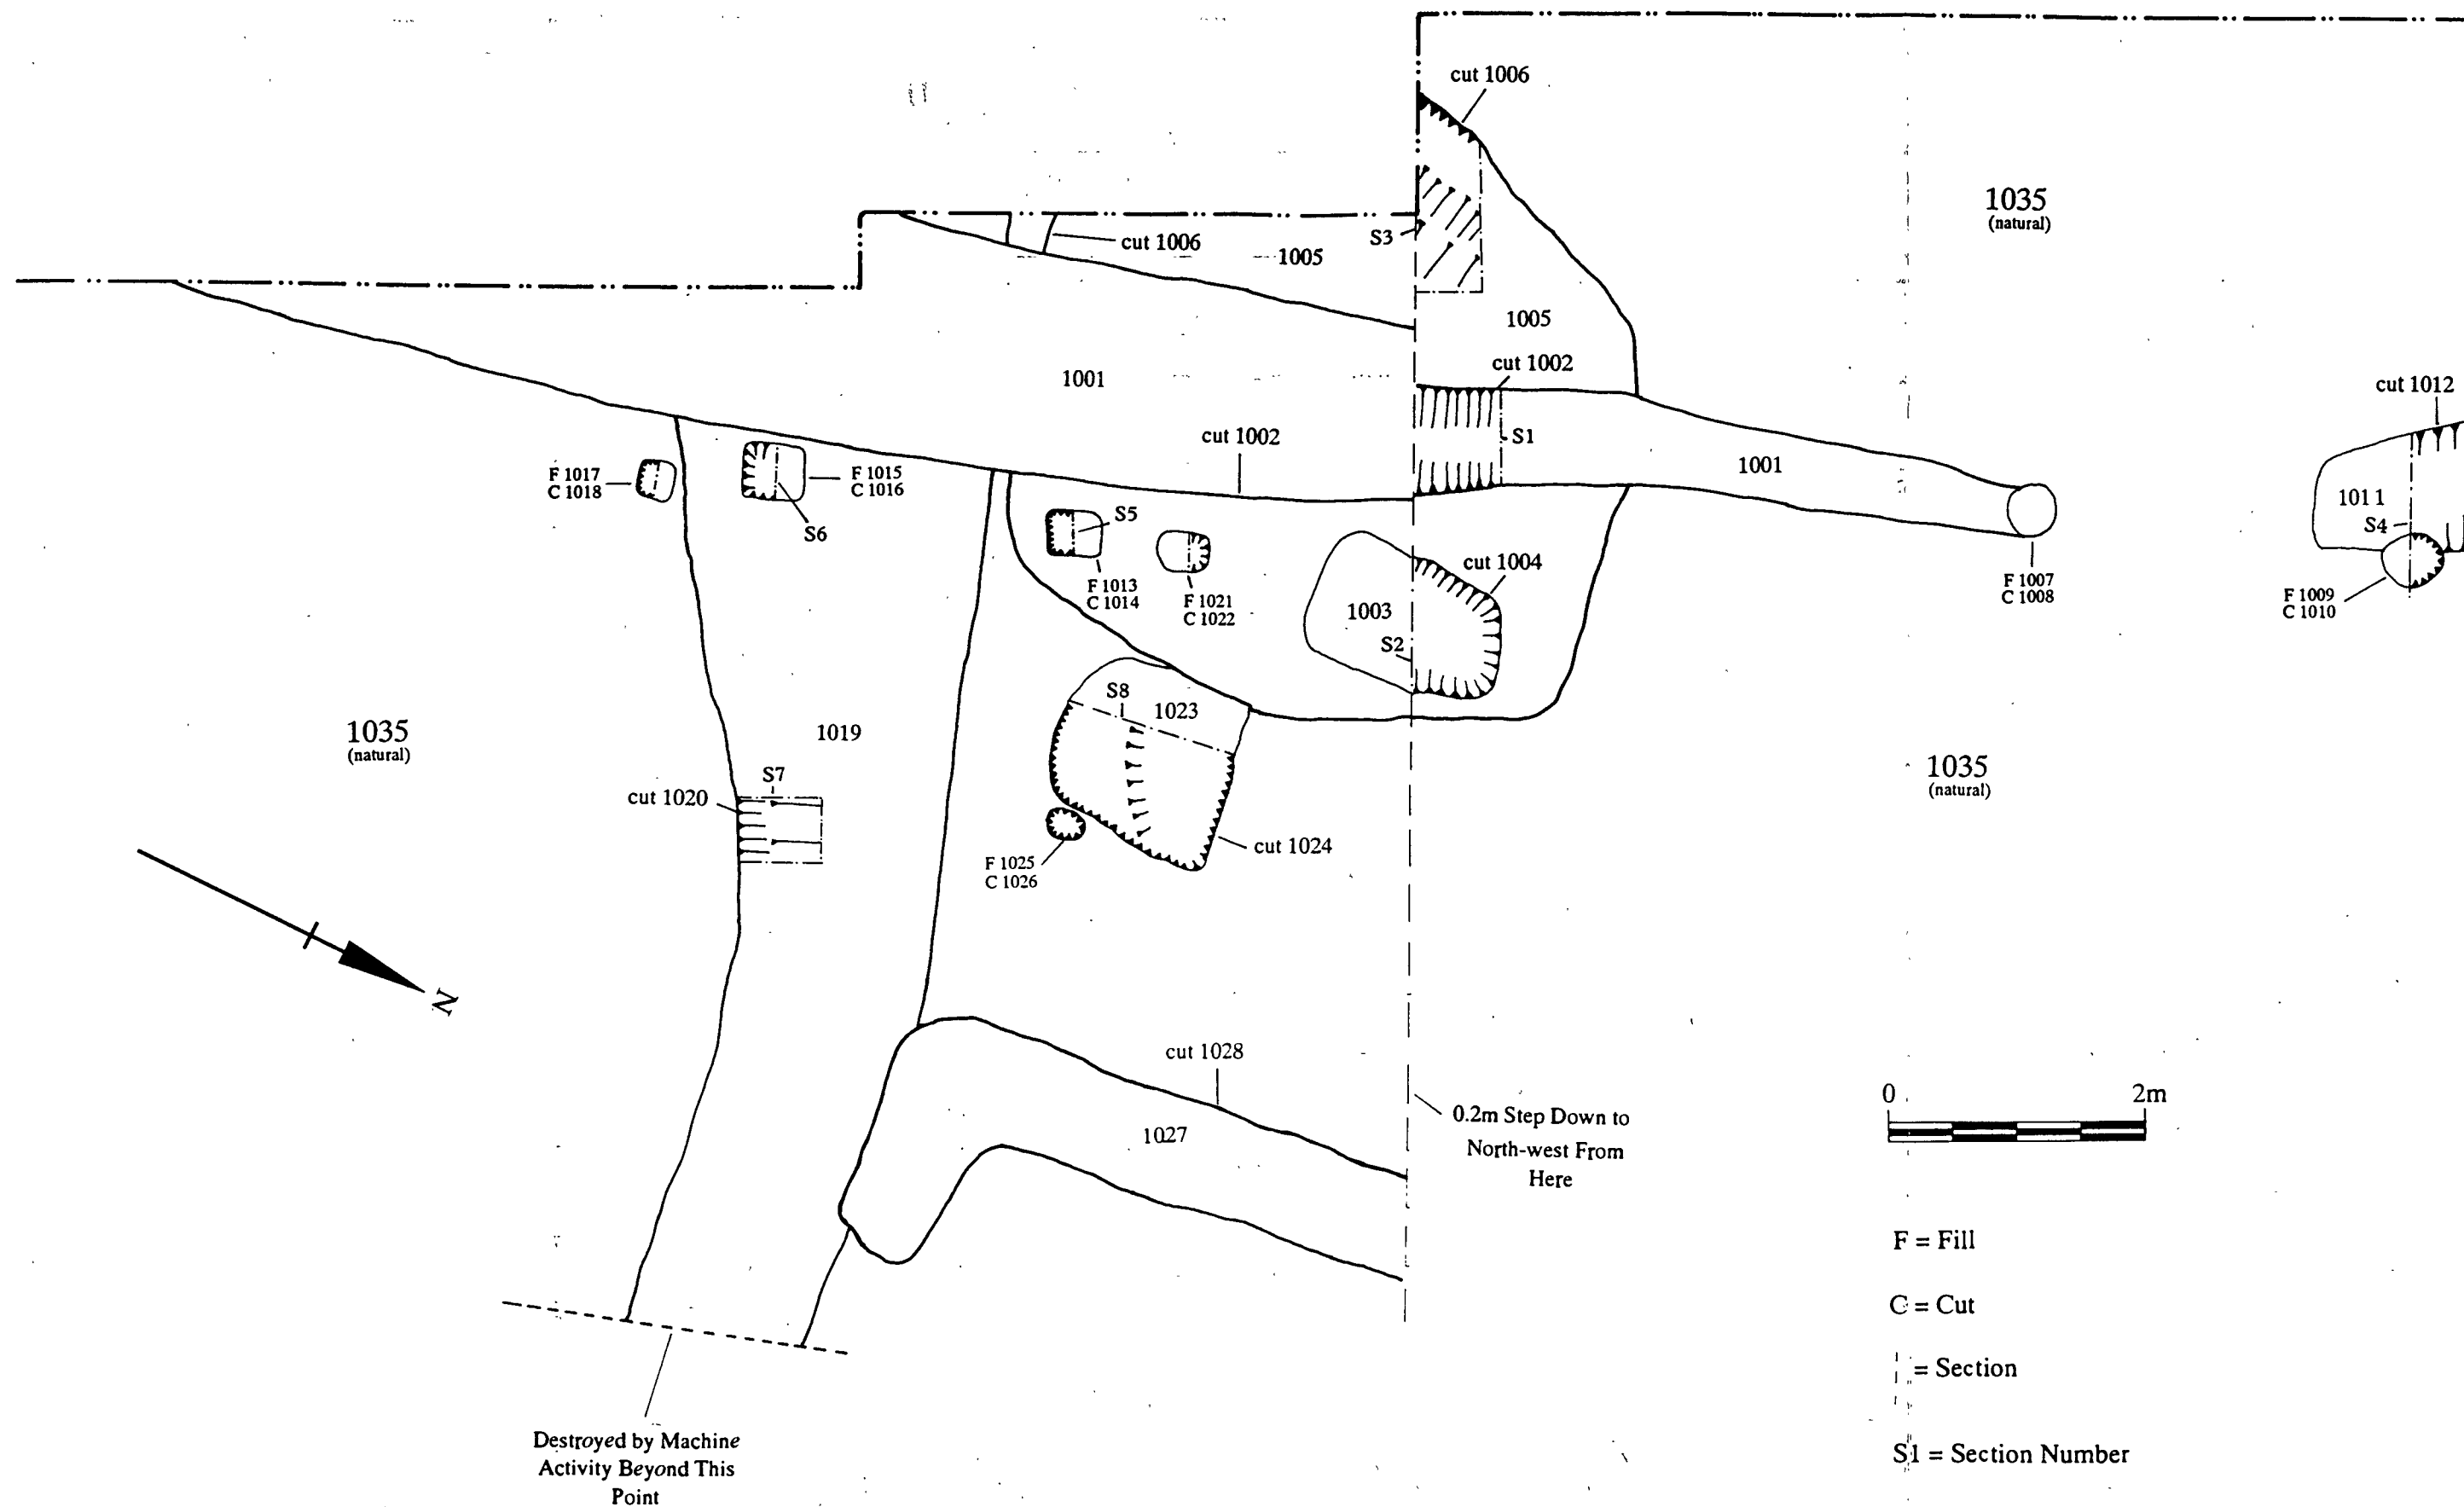 cut 1006
1035
(natural)
S3
cut 1006
1005
1005
cut 1002
1001
cut 1012
cut 1002
S1
1001
F 1017
C 1018
F 1015
C 1016
S6
S5
1011
S4
F 1013
C 1014
F 1021
C 1022
cut 1004
1003
S2
F 1007
C 1008
F 1009
C 1010
S8
1023
1035
(natural)
1019
1035
(natural)
S7
cut 1020
cut 1024
F 1025
C 1026
N
cut 1028
1027
0.2m Step Down to
North-west From
Here
0 2m
F = Fill
C = Cut
= Section
S1 = Section Number
Destroyed by Machine
Activity Beyond This
Point